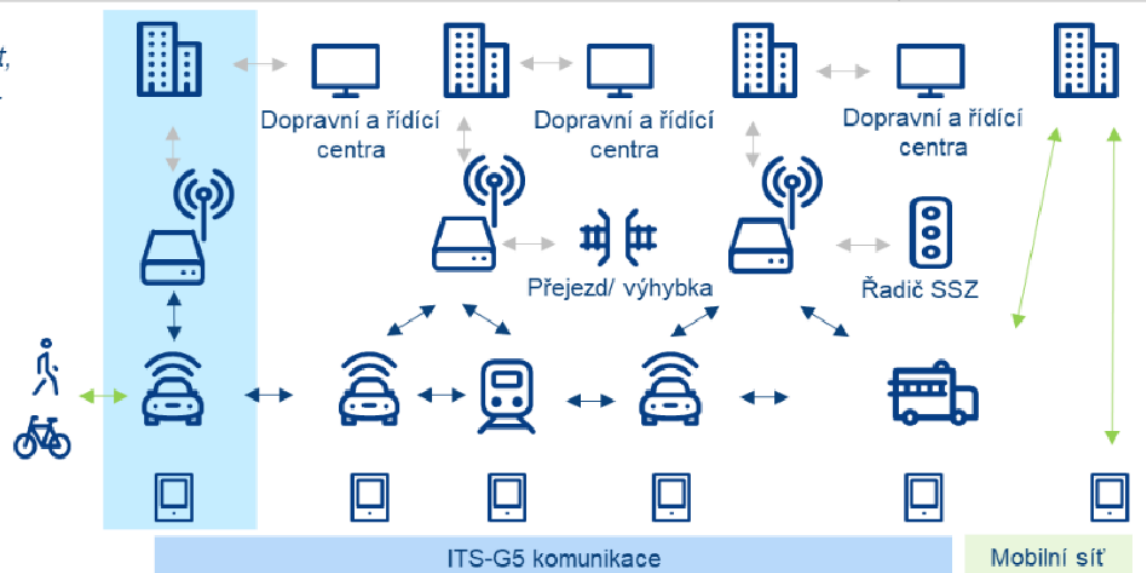 Dopravní a řídící
centra
Dopravní a řídící
centra
Dopravní a řídící
centra
Přejezd/ výhybka
Řadič SSZ
ITS-G5 komunikace
Mobilní síť